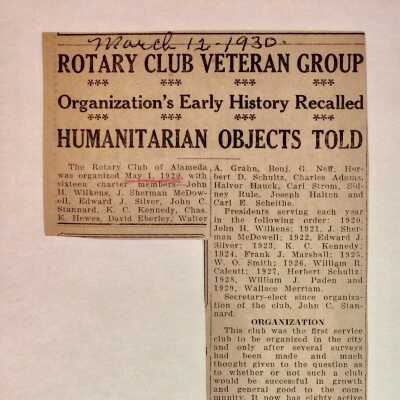 March 12-1930.
ROTARY CLUB VETERAN GROUP
*** *** *** ***
Organization's Early History Recalled
*** *** *** ***
HUMANITARIAN OBJECTS TOLD
The Rotary Club of Alameda
was organized May 1, 1920, with
sixteen charter members—John
H. Wilkens, J. Sherman McDow-
ell, Edward J. Silver, John C.
Stannard, K. C. Kennedy, Chas.
E. Hewes, David Eberley, Walter
A. Grahn, Benj. G. Neff, Her-
bert D. Schultz, Charles Adams,
Halvor Hauck, Carl Strom, Sid-
ney Rule, Joseph Halton and
Carl E. Scheithe.
Presidents serving each year
in the following order: 1920,
John H. Wilkens; 1921, J. Sher-
man McDowell; 1922, Edward J.
Silver; 1923, K. C. Kennedy;
1924, Frank J. Marshall; 1925,
W. O. Smith; 1926, William R.
Calcutt; 1927, Herbert Schultz;
1928, William J. Paden and
1929, Wallace Merriam.
Secretary-elect since organiza-
tion of the club, John C. Stan-
nard.
ORGANIZATION
This club was the first service
club to be organized in the city
and only after several surveys
had been made and much
thought given to the question as
to whether or not such a club
would be successful in growth
and general good to the com-
munity. It now has eighty active